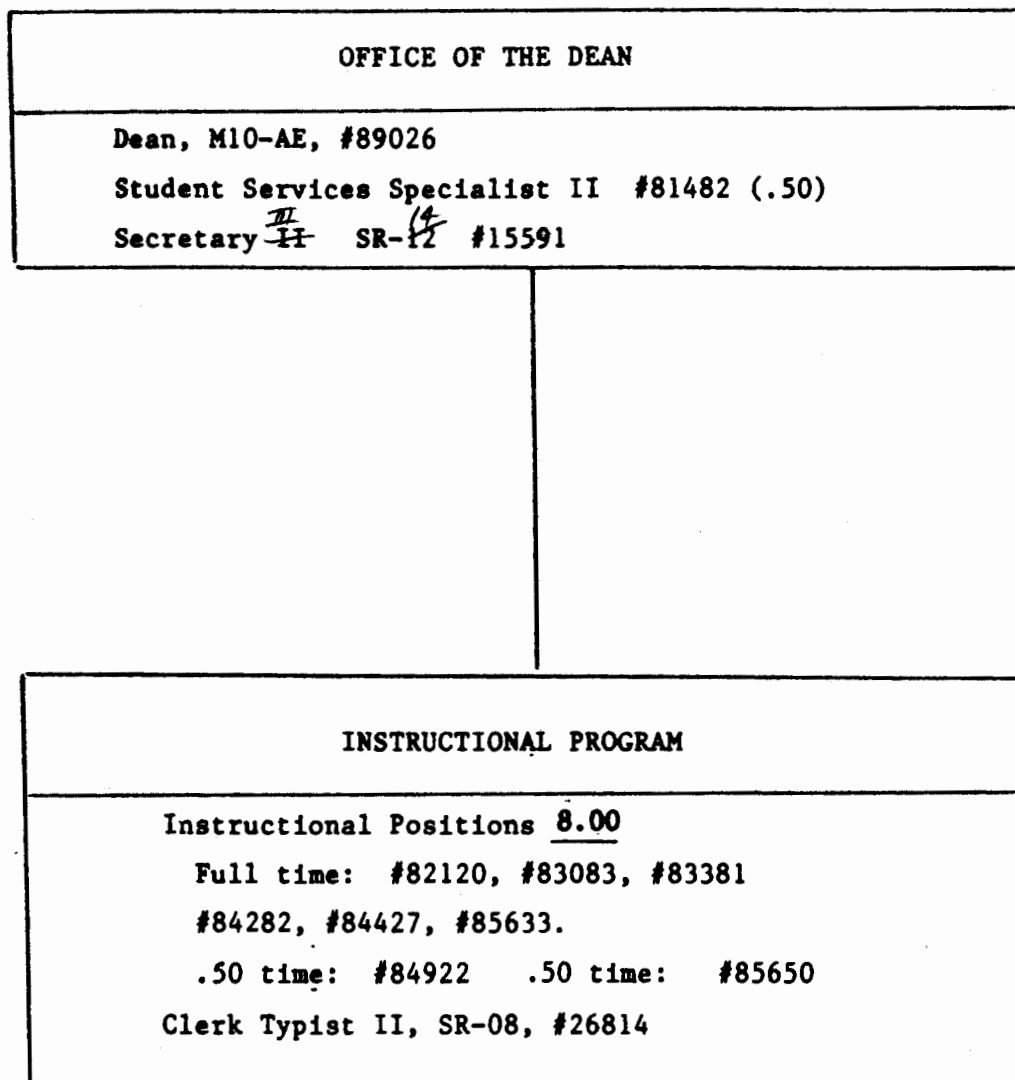 OFFICE OF THE DEAN
Dean, M10-AE, #89026
Student Services Specialist II #81482 (.50)
Secretary II III SR-12 14 #15591
INSTRUCTIONAL PROGRAM
Instructional Positions 8.00
Full time: #82120, #83083, #83381
#84282, #84427, #85633.
.50 time: #84922 .50 time: #85650
Clerk Typist II, SR-08, #26814